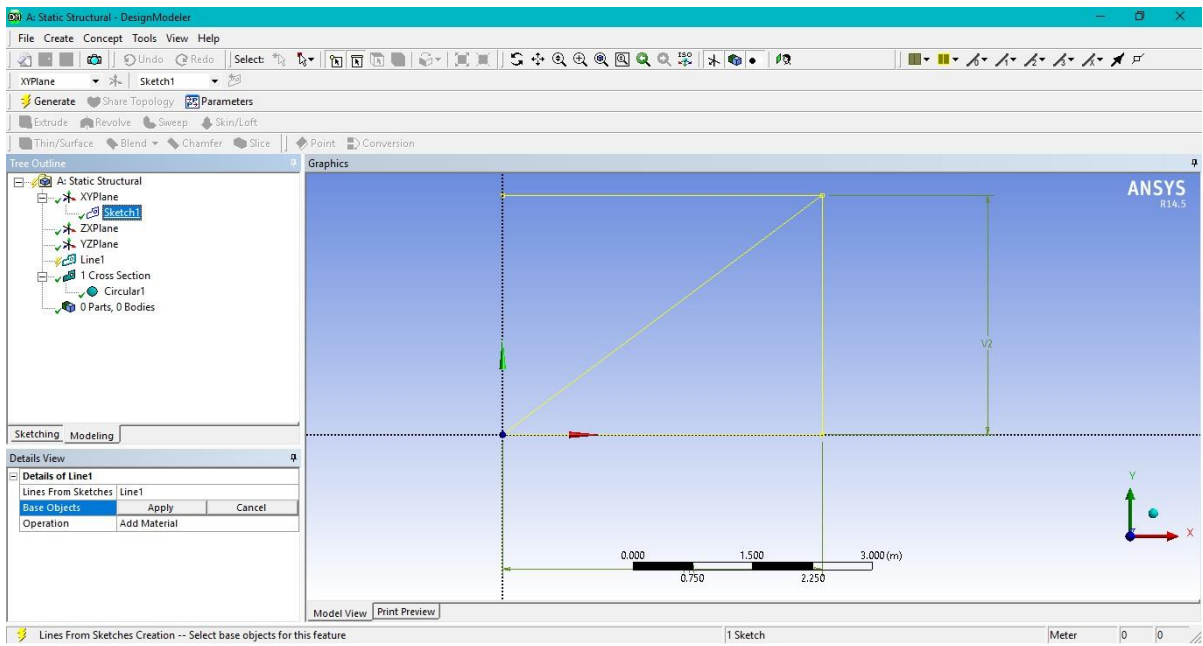 A: Static Structural - DesignModeler
File Create Concept Tools View Help
Undo Redo Select: ISO
XYPlane Sketch1
Generate Share Topology Parameters
Extrude Revolve Sweep Skin/Loft
Thin/Surface Blend Chamfer Slice Point Conversion
Tree Outline
A: Static Structural
XYPlane
Sketch1
ZXPlane
YZPlane
Line1
1 Cross Section
Circular1
0 Parts, 0 Bodies
Sketching Modeling
Details View
Details of Line1
Lines From Sketches Line1
Base Objects Apply Cancel
Operation Add Material
Graphics
ANSYS
R14.5
V2
Y
X
0.000 1.500 3.000 (m)
0.750 2.250
Model View Print Preview
Lines From Sketches Creation -- Select base objects for this feature 1 Sketch Meter 0 0